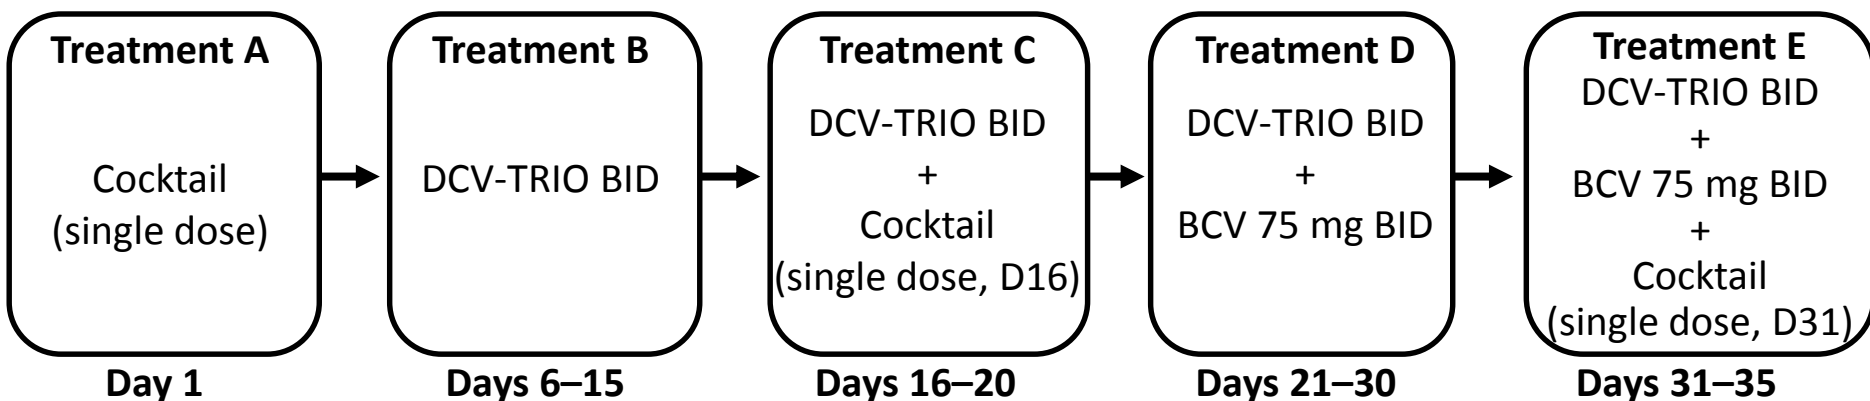 Treatment A
Cocktail
(single dose)
Day 1
Treatment B
DCV-TRIO BID
Days 6–15
Treatment C
DCV-TRIO BID
+
Cocktail
(single dose, D16)
Days 16–20
Treatment D
DCV-TRIO BID
+
BCV 75 mg BID
Days 21–30
Treatment E
DCV-TRIO BID
+
BCV 75 mg BID
+
Cocktail
(single dose, D31)
Days 31–35